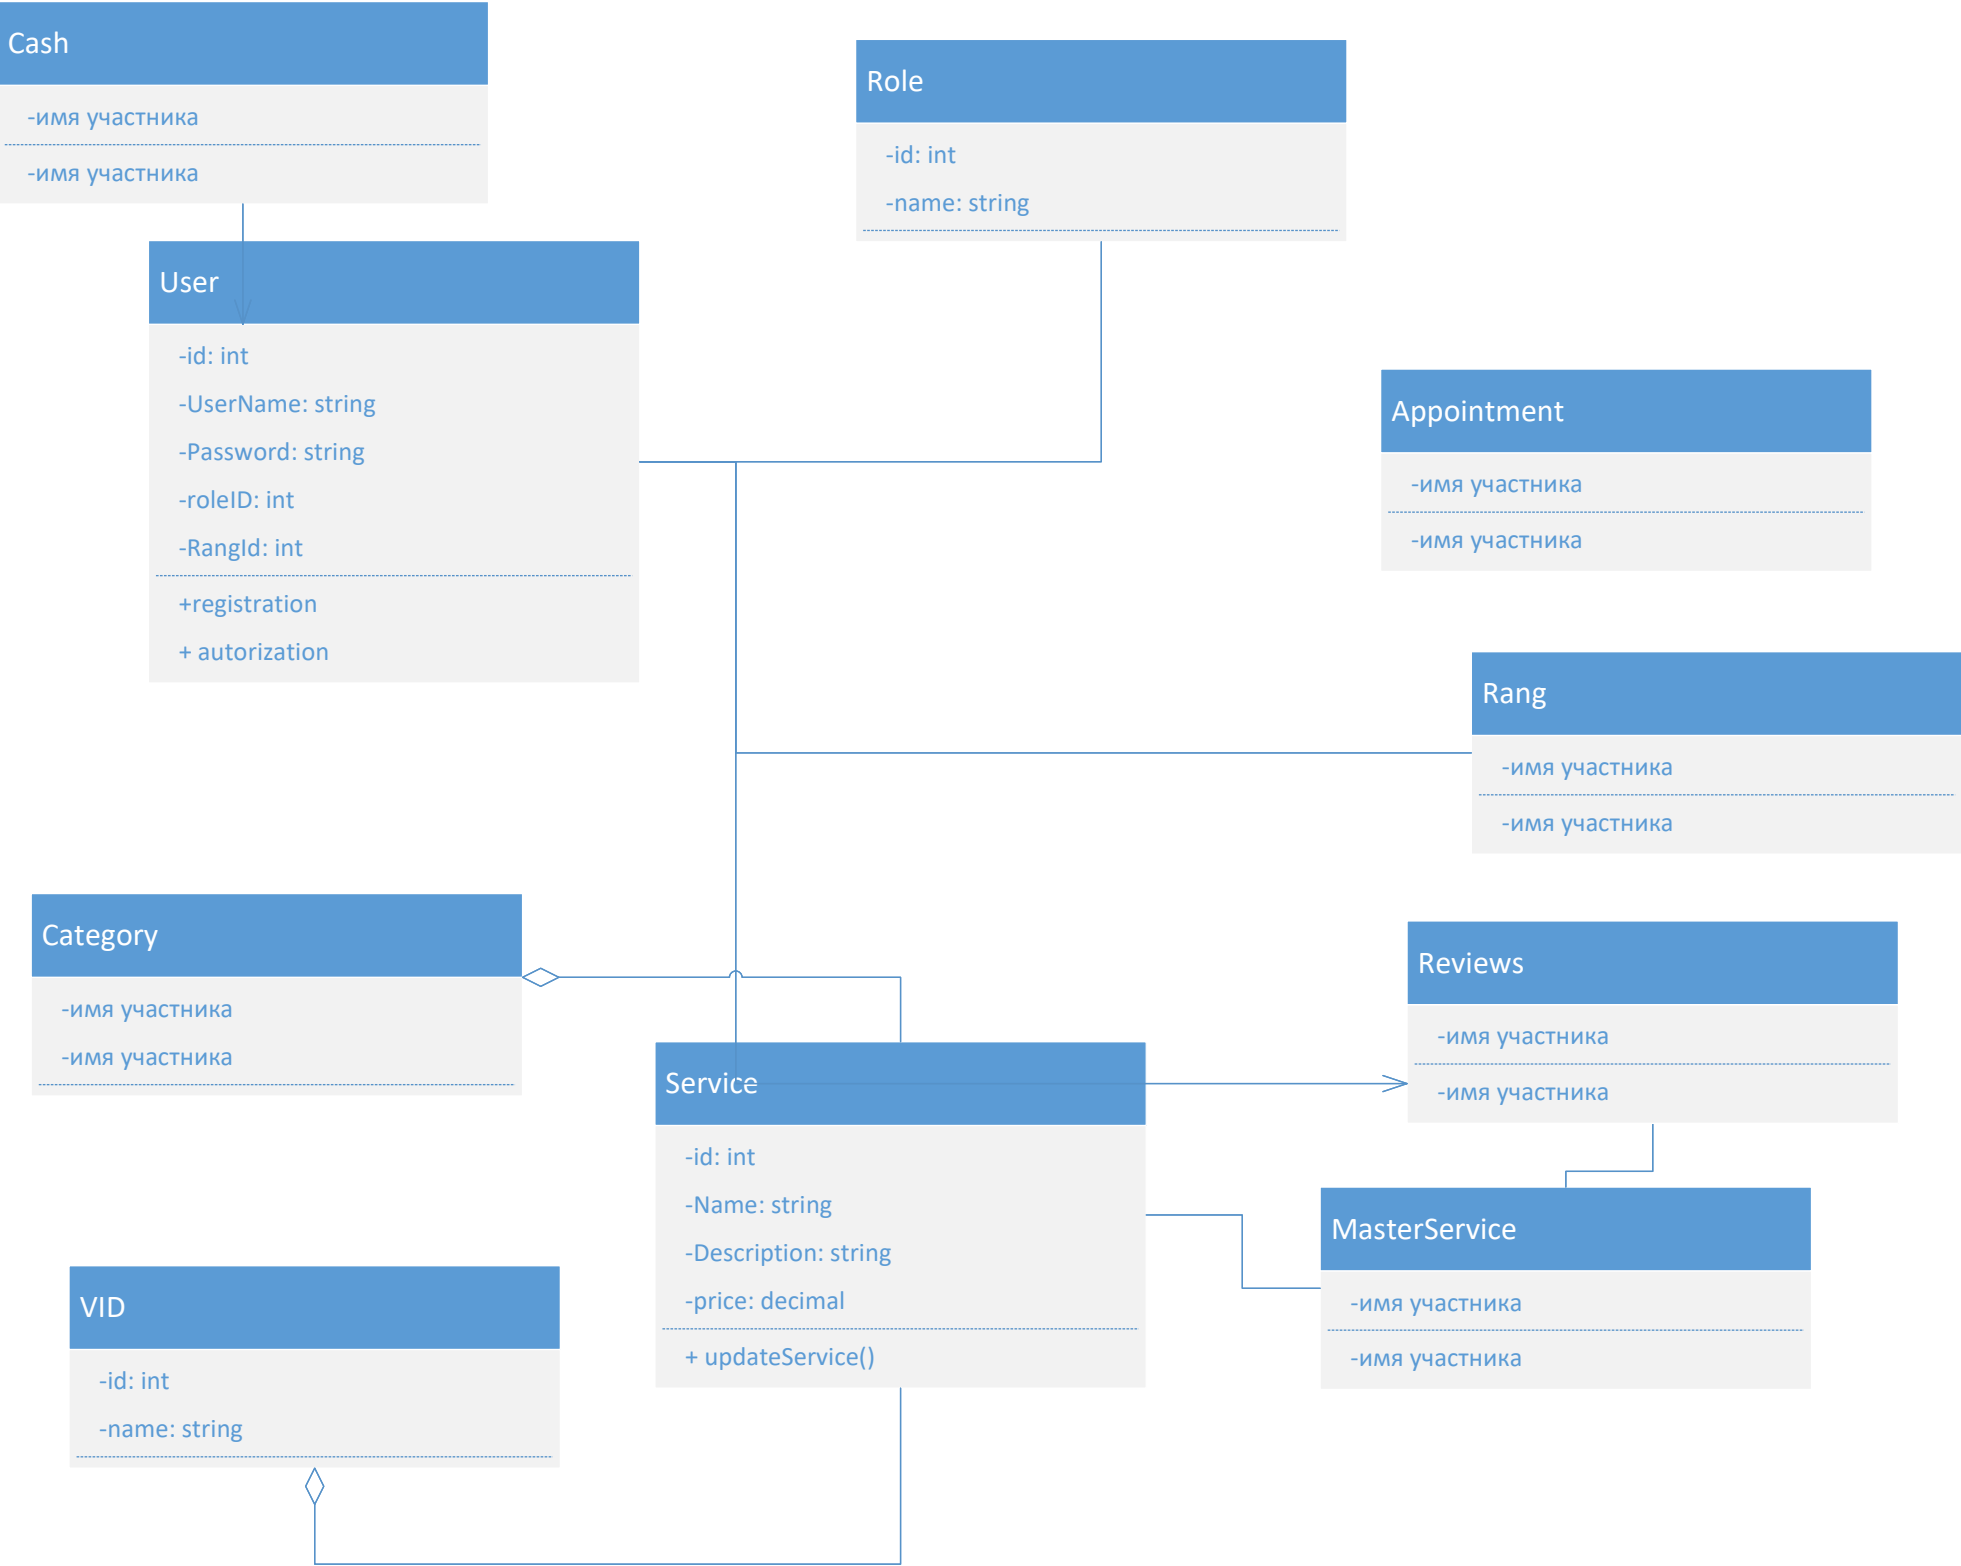 Cash
-имя участника
-имя участника
Role
-id: int
-name: string
User
-id: int
-UserName: string
-Password: string
-roleID: int
-RangId: int
+registration
+ autorization
Appointment
-имя участника
-имя участника
Rang
-имя участника
-имя участника
Category
-имя участника
-имя участника
Reviews
-имя участника
-имя участника
Service
-id: int
-Name: string
-Description: string
-price: decimal
+ updateService()
MasterService
-имя участника
-имя участника
VID
-id: int
-name: string